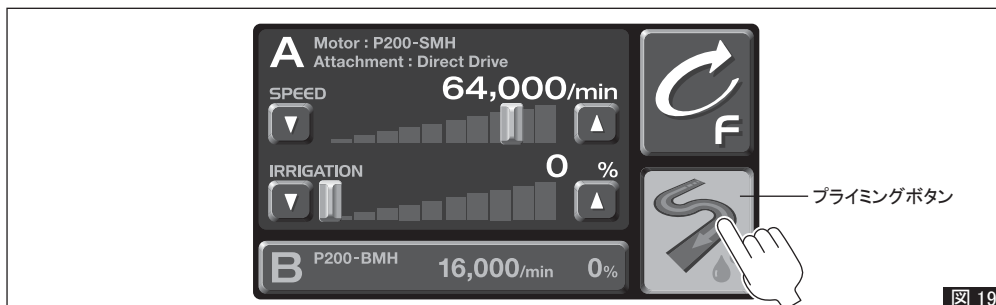 A
Motor : P200-SMH
Attachment : Direct Drive
SPEED 64,000/min
IRRIGATION 0 %
F
プライミングボタン
B P200-BMH 16,000/min 0%
図 19